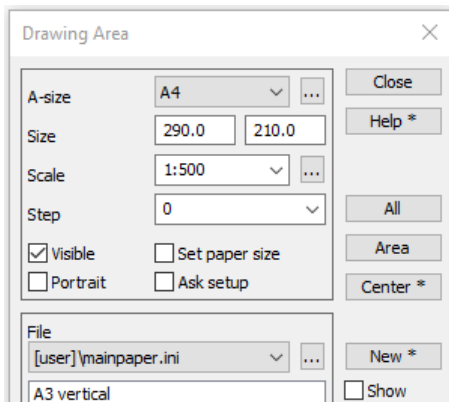 Drawing Area
A-size A4 ... Close
Size 290.0 210.0 Help *
Scale 1:500 ...
Step 0 All
Visible Set paper size Area
Portrait Ask setup Center *
File
[user]\mainpaper.ini ... New *
A3 vertical Show